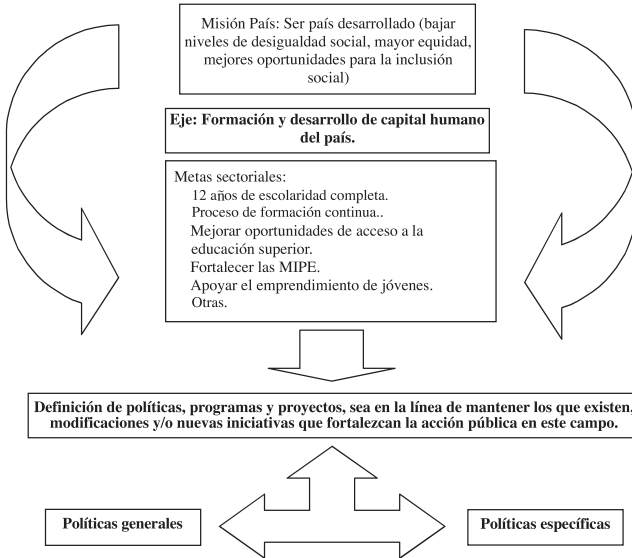 Misión País: Ser país desarrollado (bajar
niveles de desigualdad social, mayor equidad,
mejores oportunidades para la inclusión
social)
Eje: Formación y desarrollo de capital humano
del país.
Metas sectoriales:
12 años de escolaridad completa.
Proceso de formación continua..
Mejorar oportunidades de acceso a la
educación superior.
Fortalecer las MIPE.
Apoyar el emprendimiento de jóvenes.
Otras.
Definición de políticas, programas y proyectos, sea en la línea de mantener los que existen,
modificaciones y/o nuevas iniciativas que fortalezcan la acción pública en este campo.
Políticas generales
Políticas específicas